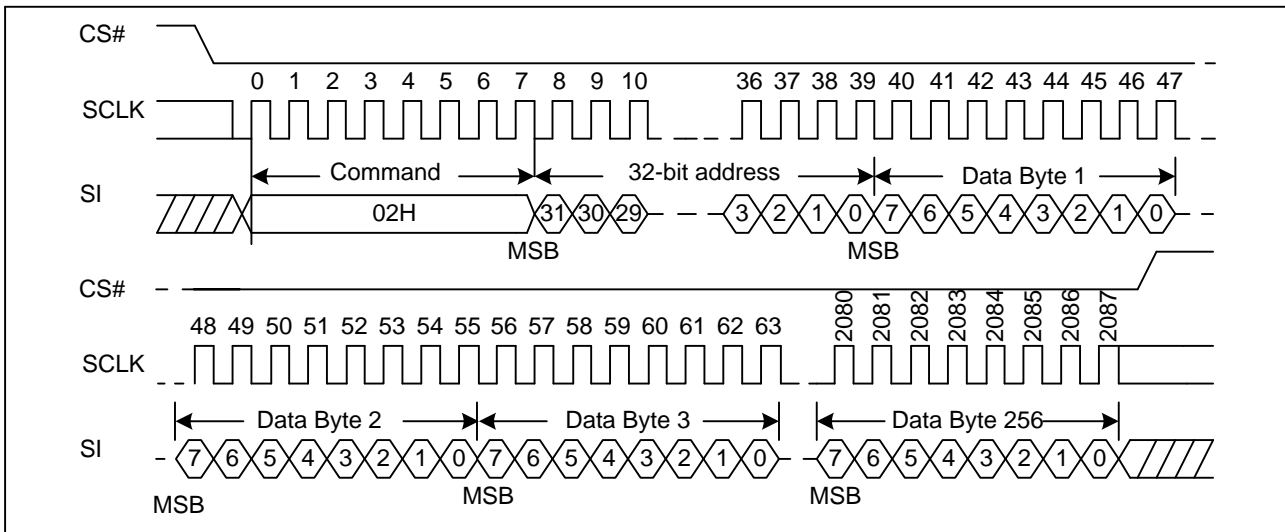 CS#
0 1 2 3 4 5 6 7 8 9 10 36 37 38 39 40 41 42 43 44 45 46 47
SCLK
Command 32-bit address Data Byte 1
SI
02H 31 30 29 3 2 1 0 7 6 5 4 3 2 1 0
MSB MSB
CS#
2080 2081 2082 2083 2084 2085 2086 2087
48 49 50 51 52 53 54 55 56 57 58 59 60 61 62 63
SCLK
Data Byte 2 Data Byte 3 Data Byte 256
SI
7 6 5 4 3 2 1 0 7 6 5 4 3 2 1 0 7 6 5 4 3 2 1 0
MSB MSB MSB